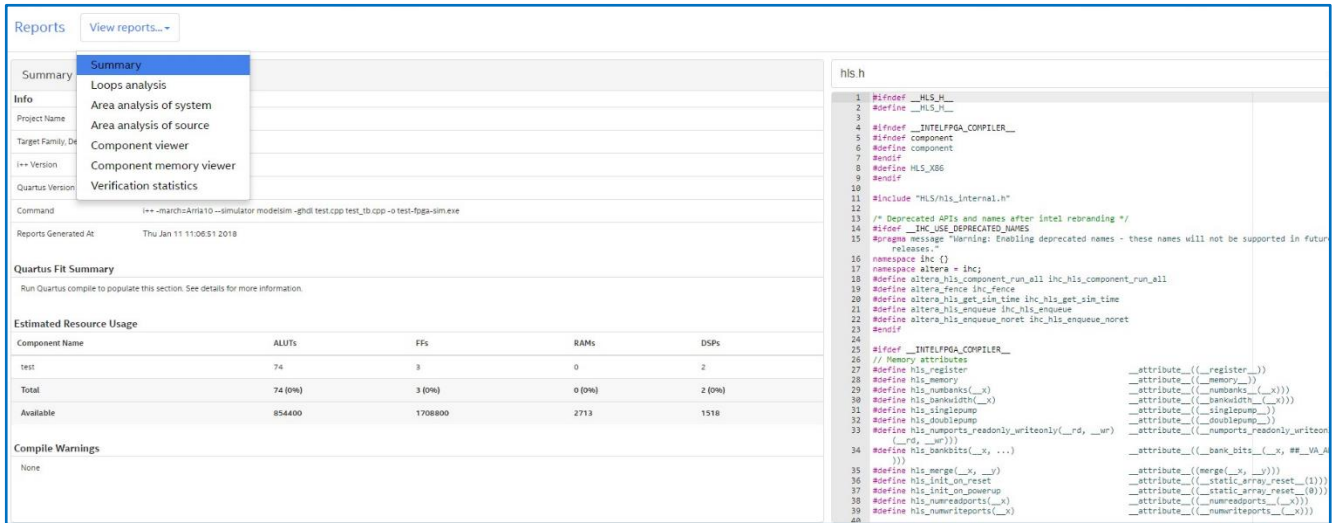 Reports View reports...
Summary
Loops analysis
Area analysis of system
Area analysis of source
Component viewer
Component memory viewer
Verification statistics
Summary
Info
Project Name
Target Family, De
i++ Version
Quartus Version
Command i++ -march=Arria10 --simulator modelsim -ghdl test.cpp test_tb.cpp -o test-fpga-sim.exe
Reports Generated At Thu Jan 11 11:06:51 2018
Quartus Fit Summary
Run Quartus compile to populate this section. See details for more information.
Estimated Resource Usage
Component Name ALUTs FFs RAMs DSPs
test 74 3 0 2
Total 74 (0%) 3 (0%) 0 (0%) 2 (0%)
Available 854400 1708800 2713 1518
Compile Warnings
None
hls.h
1 #ifndef __HLS_H__
2 #define __HLS_H__
3
4 #ifndef __INTELFPGA_COMPILER__
5 #ifndef component
6 #define component
7 #endif
8 #define HLS_X86
9 #endif
10
11 #include "HLS/hls_internal.h"
12
13 /* Deprecated APIs and names after intel rebranding */
14 #ifdef __IHC_USE_DEPRECATED_NAMES
15 #pragma message "Warning: Enabling deprecated names - these names will not be supported in futur
releases."
16 namespace ihc {}
17 namespace altera = ihc;
18 #define altera_hls_component_run_all ihc_hls_component_run_all
19 #define altera_fence ihc_fence
20 #define altera_hls_get_sim_time ihc_hls_get_sim_time
21 #define altera_hls_enqueue ihc_hls_enqueue
22 #define altera_hls_enqueue_noret ihc_hls_enqueue_noret
23 #endif
24
25 #ifdef __INTELFPGA_COMPILER__
26 // Memory attributes
27 #define hls_register __attribute__((__register__))
28 #define hls_memory __attribute__((__memory__))
29 #define hls_numbanks(__x) __attribute__((__numbanks__(__x)))
30 #define hls_bankwidth(__x) __attribute__((__bankwidth__(__x)))
31 #define hls_singlepump __attribute__((__singlepump__))
32 #define hls_doublepump __attribute__((__doublepump__))
33 #define hls_numports_readonly_writeonly(__rd, __wr) __attribute__((__numports_readonly_writeon
(__rd, __wr)))
34 #define hls_bankbits(__x, ...) __attribute__((__bank_bits__(__x, ##__VA_A
)))
35 #define hls_merge(__x, __y) __attribute__((merge(__x, __y)))
36 #define hls_init_on_reset __attribute__((__static_array_reset__(1)))
37 #define hls_init_on_powerup __attribute__((__static_array_reset__(0)))
38 #define hls_numreadports(__x) __attribute__((__numreadports__(__x)))
39 #define hls_numwriteports(__x) __attribute__((__numwriteports__(__x)))
40